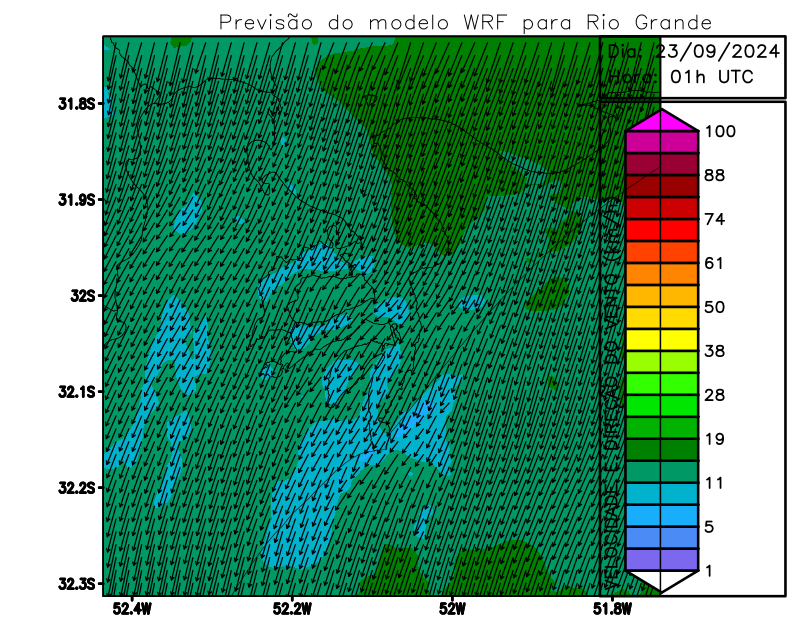 Previsão do modelo WRF para Rio Grande
Dia: 23/09/2024
Hora: 01h UTC
31.8S
31.9S
32S
32.1S
32.2S
32.3S
52.4W
52.2W
52W
51.8W
100
88
74
61
50
38
28
19
11
5
1
VELOCIDADE E DIREÇÃO DO VENTO (Km/h)